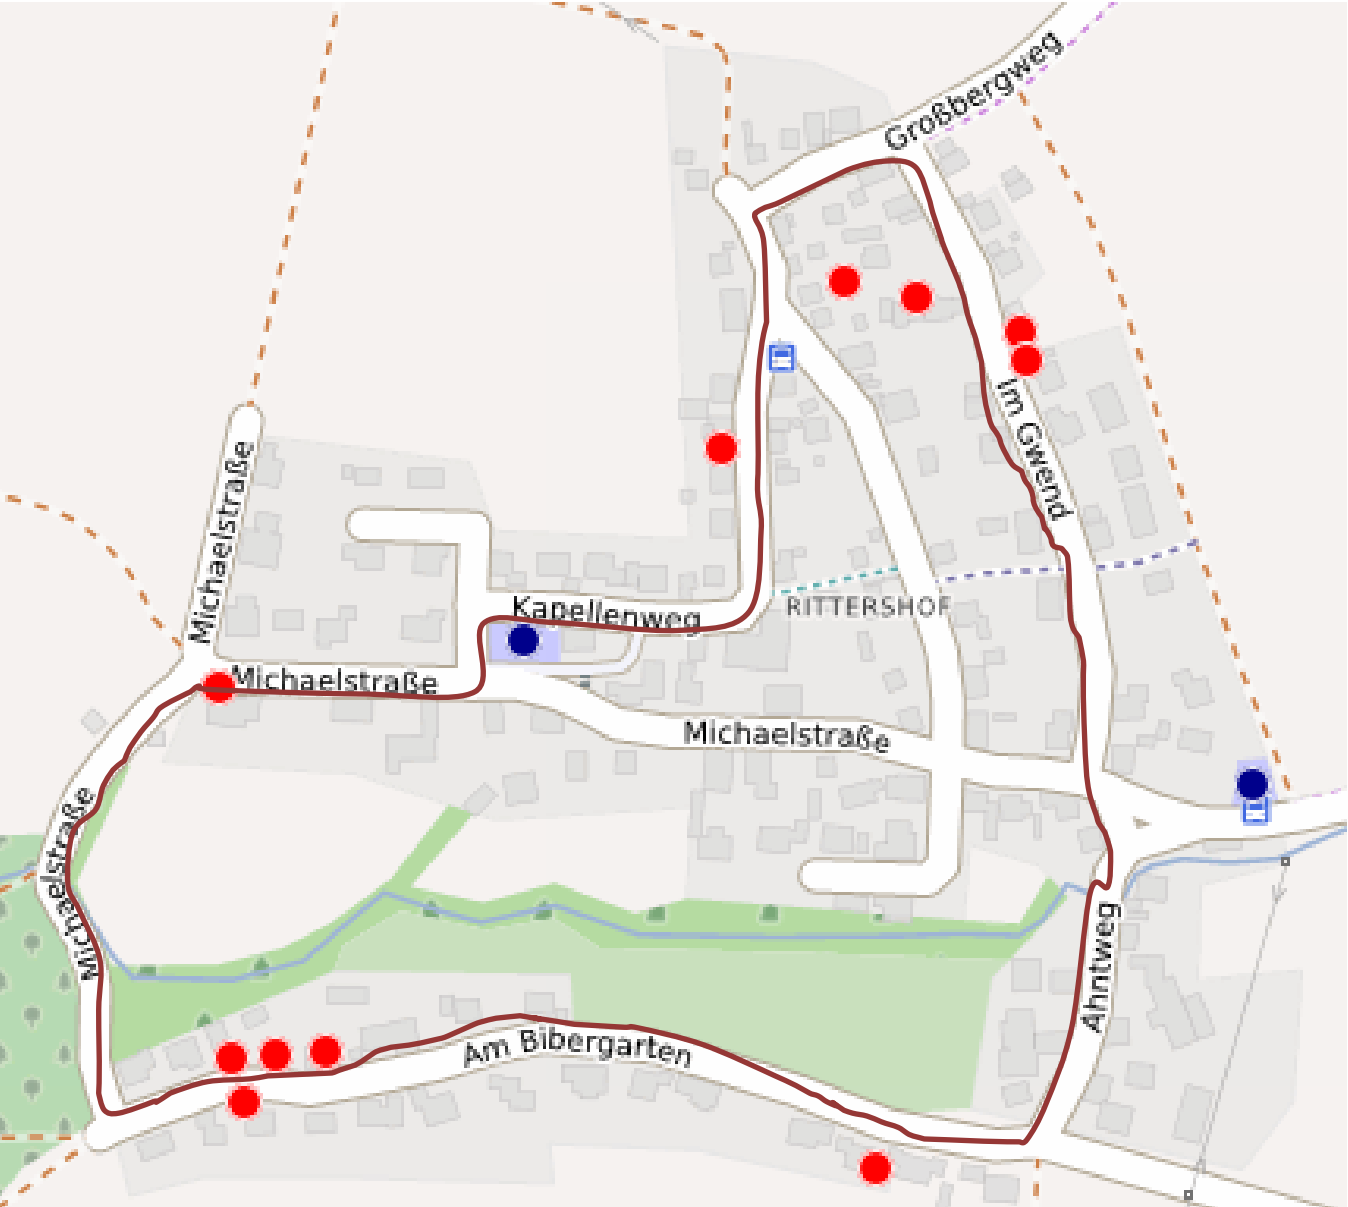 Großbergweg
Im Gwend
Michaelstraße
Kapellenweg
RITTERSHOF
Michaelstraße
Michaelstraße
Michaelstraße
Ahntweg
Am Bibergarten